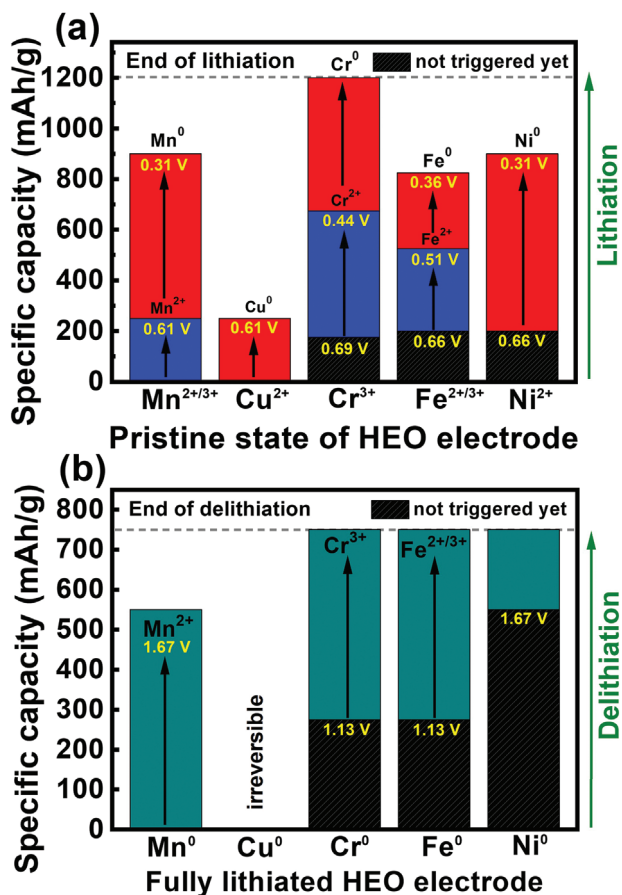 (a)
End of lithiation
not triggered yet
Specific capacity (mAh/g)
1200
1000
800
600
400
200
0
Mn⁰
0.31 V
Mn²⁺
0.61 V
Cu⁰
0.61 V
Cr⁰
Cr²⁺
0.44 V
0.69 V
Fe⁰
0.36 V
Fe²⁺
0.51 V
0.66 V
Ni⁰
0.31 V
0.66 V
Lithiation
Mn²⁺/³⁺ Cu²⁺ Cr³⁺ Fe²⁺/³⁺ Ni²⁺
Pristine state of HEO electrode
(b)
End of delithiation
not triggered yet
Specific capacity (mAh/g)
800
700
600
500
400
300
200
100
0
Mn²⁺
1.67 V
irreversible
Cr³⁺
1.13 V
Fe²⁺/³⁺
1.13 V
1.67 V
Delithiation
Mn⁰ Cu⁰ Cr⁰ Fe⁰ Ni⁰
Fully lithiated HEO electrode